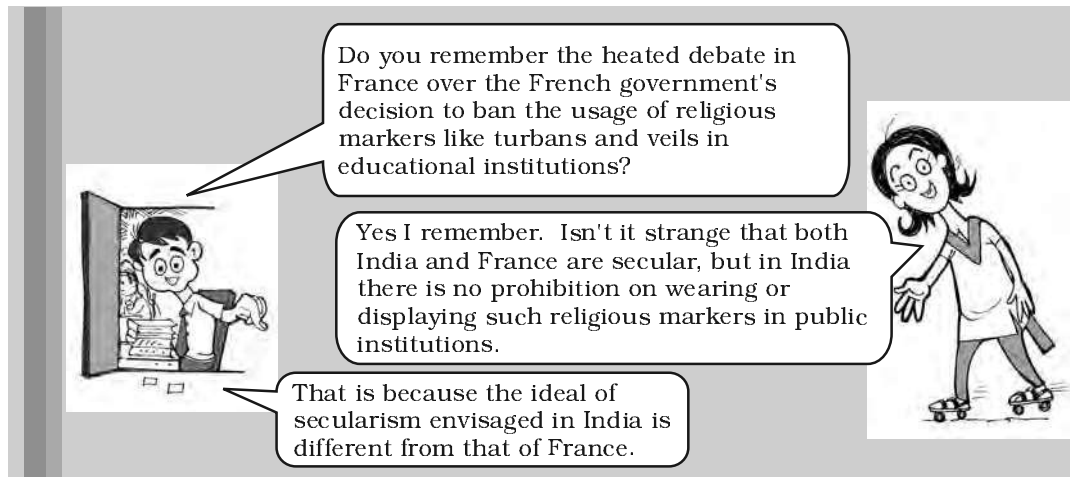 Do you remember the heated debate in
France over the French government's
decision to ban the usage of religious
markers like turbans and veils in
educational institutions?
Yes I remember.  Isn't it strange that both
India and France are secular, but in India
there is no prohibition on wearing or
displaying such religious markers in public
institutions.
That is because the ideal of
secularism envisaged in India is
different from that of France.